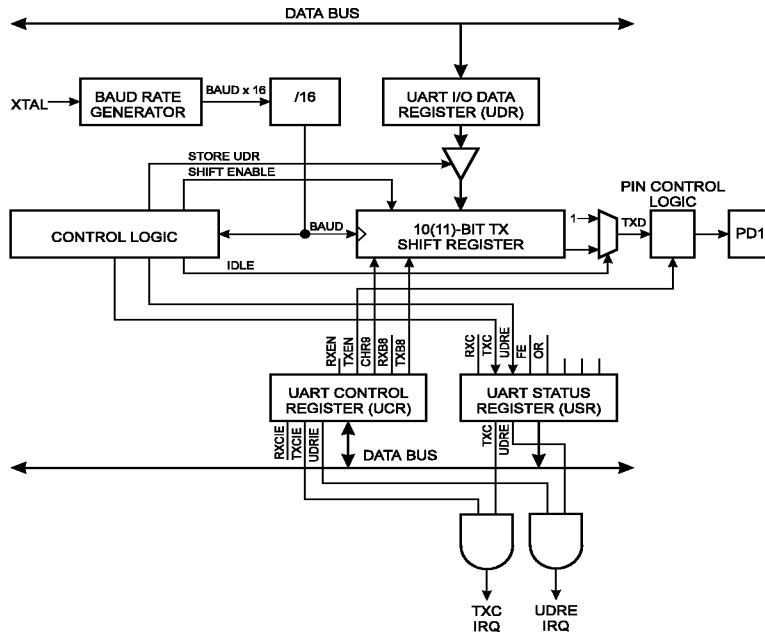 DATA BUS
XTAL
BAUD RATE
GENERATOR
BAUD x 16
/16
UART I/O DATA
REGISTER (UDR)
STORE UDR
SHIFT ENABLE
PIN CONTROL
LOGIC
CONTROL LOGIC
BAUD
10(11)-BIT TX
SHIFT REGISTER
1
TXD
PD1
IDLE
RXEN
TXEN
CHR9
RXB8
TXB8
RXC
TXC
UDRE
FE
OR
UART CONTROL
REGISTER (UCR)
UART STATUS
REGISTER (USR)
RXCIE
TXCIE
UDRIE
TXC
UDRE
DATA BUS
TXC
IRQ
UDRE
IRQ